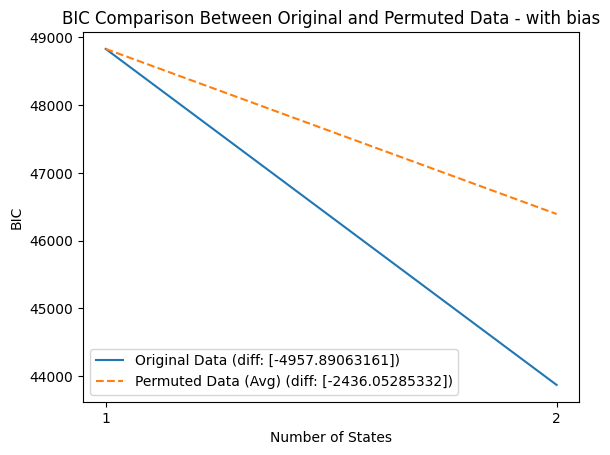 BIC Comparison Between Original and Permuted Data - with bias
49000
48000
47000
46000
45000
44000
BIC
Original Data (diff: [-4957.89063161])
Permuted Data (Avg) (diff: [-2436.05285332])
1
2
Number of States